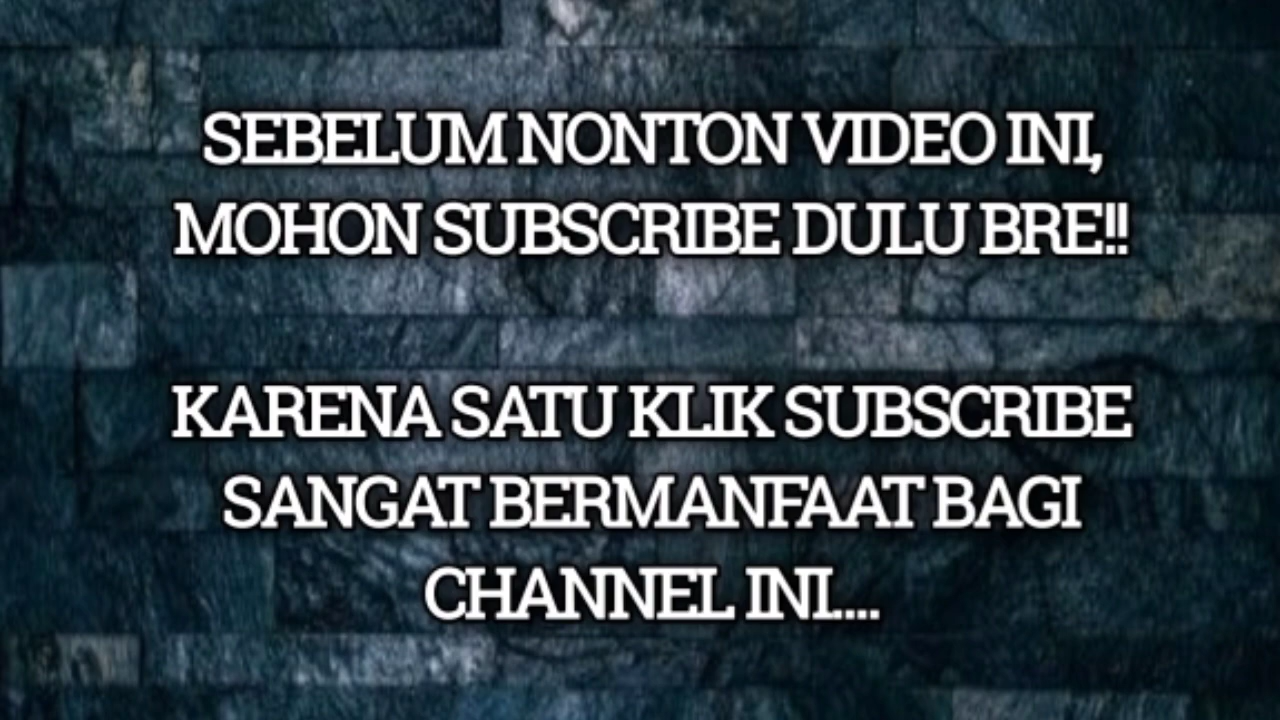 SEBELUM NONTON VIDEO INI,
MOHON SUBSCRIBE DULU BRE!!
KARENA SATU KLIK SUBSCRIBE
SANGAT BERMANFAAT BAGI
CHANNEL INI....